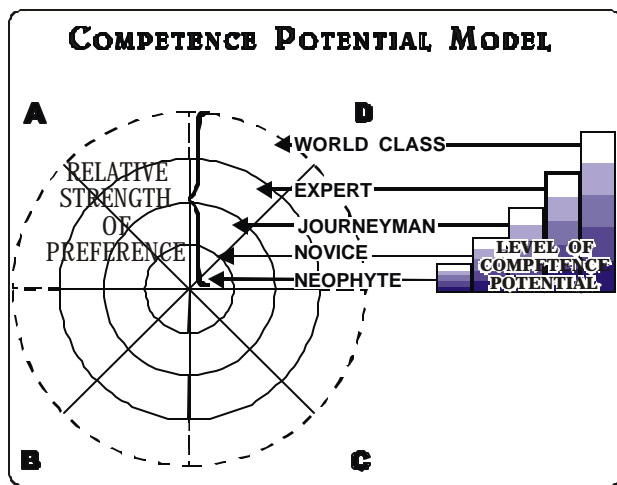 COMPETENCE POTENTIAL MODEL
A
D
RELATIVE
STRENGTH
OF
PREFERENCE
WORLD CLASS
EXPERT
JOURNEYMAN
NOVICE
NEOPHYTE
LEVEL OF
COMPETENCE
POTENTIAL
B
C